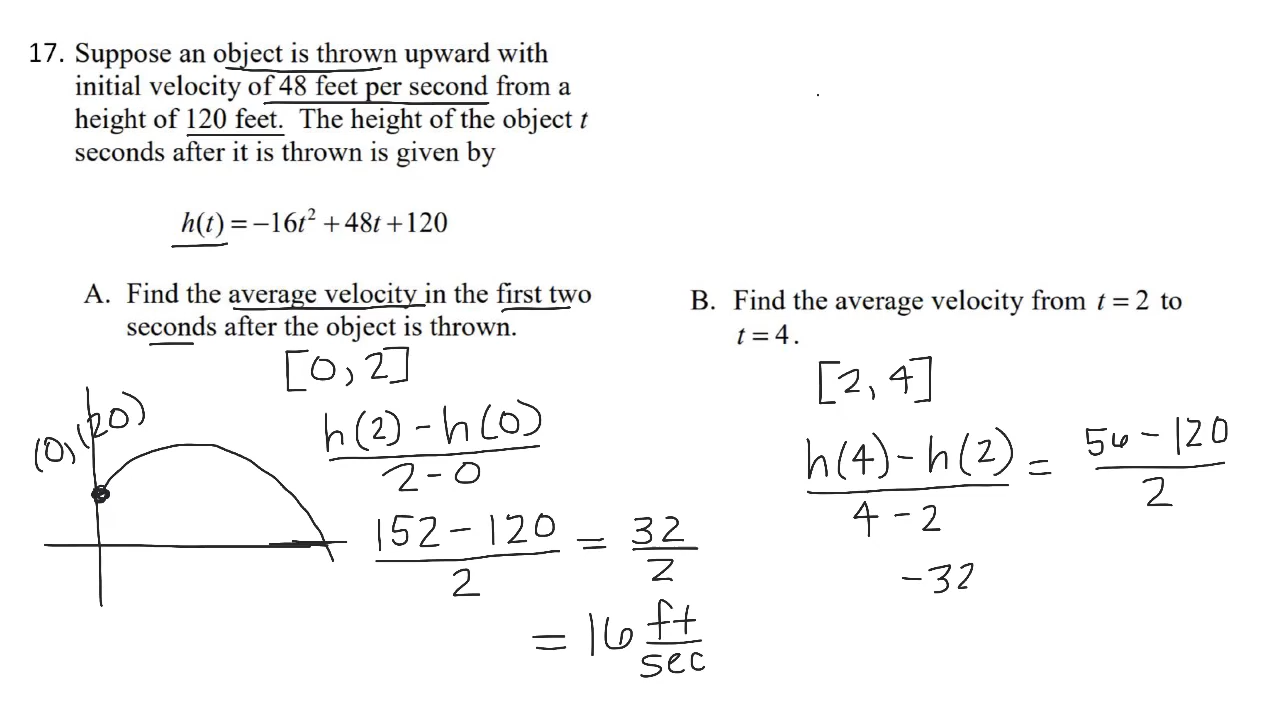 17. Suppose an object is thrown upward with
initial velocity of 48 feet per second from a
height of 120 feet. The height of the object t
seconds after it is thrown is given by
h(t) = −16t² + 48t + 120
A. Find the average velocity in the first two
seconds after the object is thrown.
[0, 2]
(0, 120)
h(2) - h(0)
2 - 0
152 - 120
2
= 32
2
= 16 ft
sec
B. Find the average velocity from t = 2 to
t = 4.
[2, 4]
h(4) - h(2)
4 - 2
= 56 - 120
2
-32